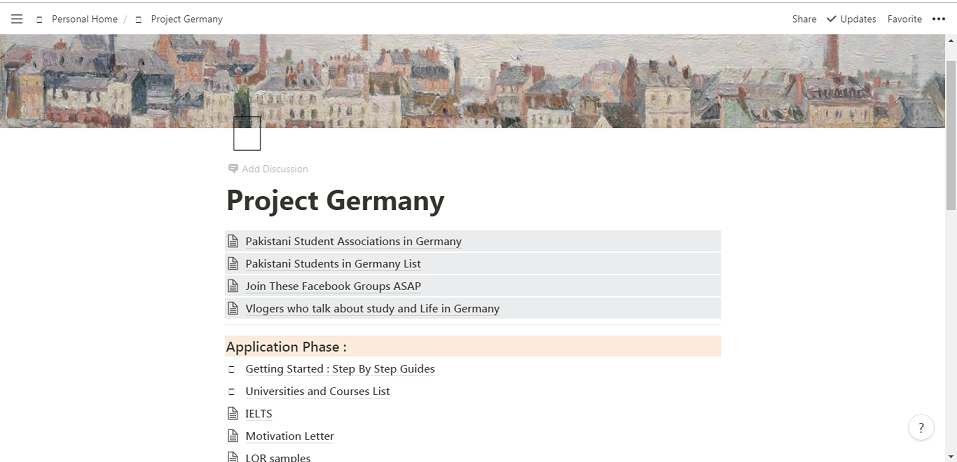 Personal Home / Project Germany
Share Updates Favorite
Add Discussion
Project Germany
Pakistani Student Associations in Germany
Pakistani Students in Germany List
Join These Facebook Groups ASAP
Vlogers who talk about study and Life in Germany
Application Phase :
Getting Started : Step By Step Guides
Universities and Courses List
IELTS
Motivation Letter
LOR samples
?